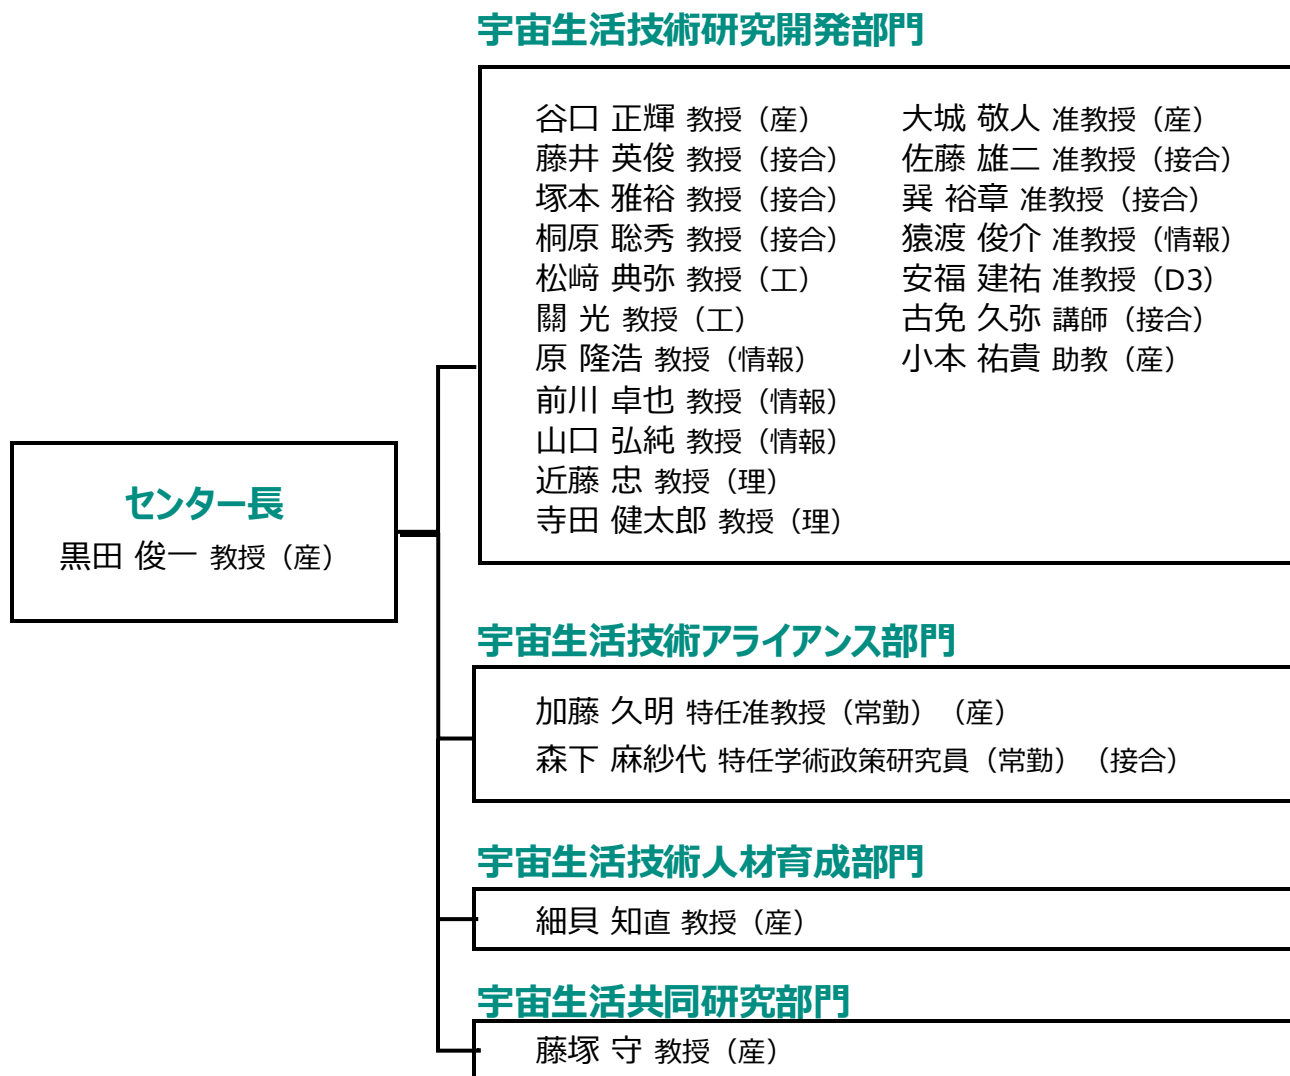 宇宙生活技術研究開発部門
谷口 正輝 教授（産）
藤井 英俊 教授（接合）
塚本 雅裕 教授（接合）
桐原 聡秀 教授（接合）
松﨑 典弥 教授（工）
關 光 教授（工）
原 隆浩 教授（情報）
前川 卓也 教授（情報）
山口 弘純 教授（情報）
近藤 忠 教授（理）
寺田 健太郎 教授（理）
大城 敬人 准教授（産）
佐藤 雄二 准教授（接合）
巽 裕章 准教授（接合）
猿渡 俊介 准教授（情報）
安福 健祐 准教授（D3）
古免 久弥 講師（接合）
小本 祐貴 助教（産）
センター長
黒田 俊一 教授（産）
宇宙生活技術アライアンス部門
加藤 久明 特任准教授（常勤）（産）
森下 麻紗代 特任学術政策研究員（常勤）（接合）
宇宙生活技術人材育成部門
細貝 知直 教授（産）
宇宙生活共同研究部門
藤塚 守 教授（産）